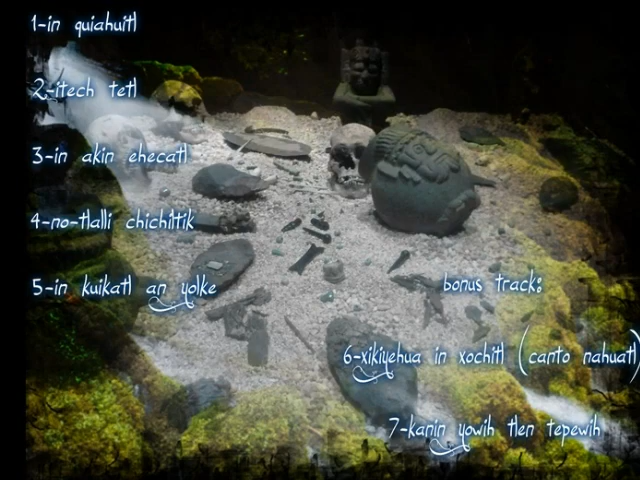 1-in quiahuitl
2-itech tetl
3-in akin ehecatl
4-no-tlalli chichiltik
5-in kuikatl an yolke
bonus track:
6-xikiyehua in xochitl (canto nahuatl)
7-kanin yowih tlen tepewih